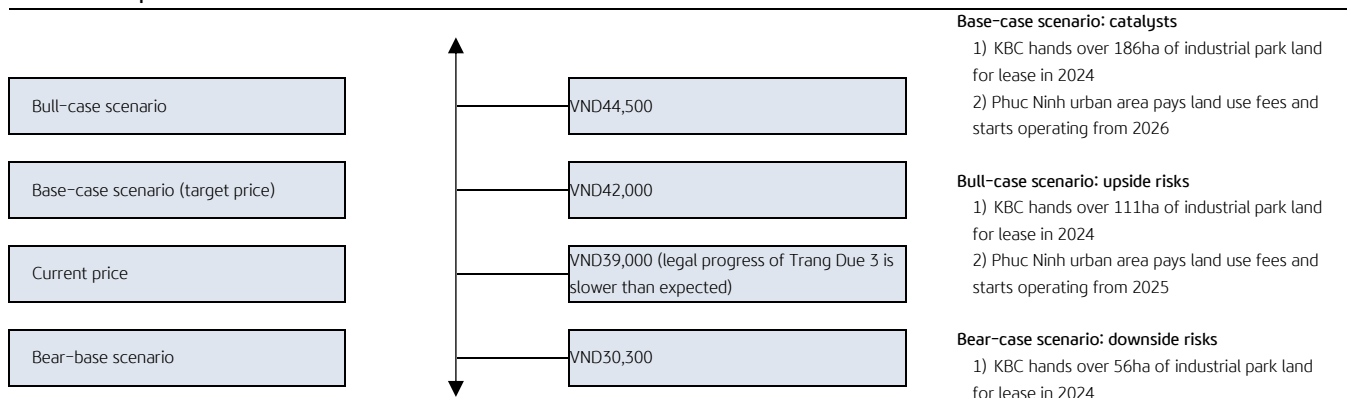 Bull-case scenario
VND44,500
Base-case scenario (target price)
VND42,000
Current price
VND39,000 (legal progress of Trang Due 3 is
slower than expected)
Bear-base scenario
VND30,300
Base-case scenario: catalysts
1) KBC hands over 186ha of industrial park land
for lease in 2024
2) Phuc Ninh urban area pays land use fees and
starts operating from 2026
Bull-case scenario: upside risks
1) KBC hands over 111ha of industrial park land
for lease in 2024
2) Phuc Ninh urban area pays land use fees and
starts operating from 2025
Bear-case scenario: downside risks
1) KBC hands over 56ha of industrial park land
for lease in 2024